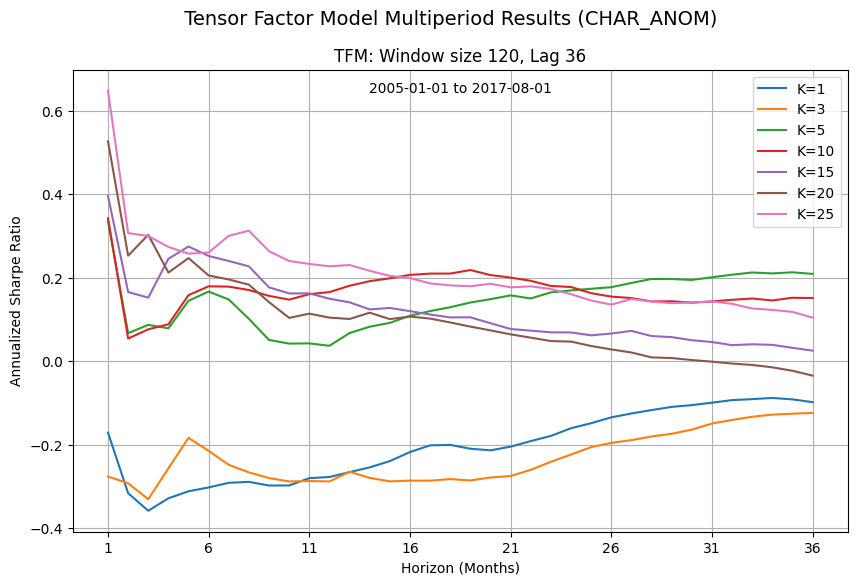 Tensor Factor Model Multiperiod Results (CHAR_ANOM)
TFM: Window size 120, Lag 36
2005-01-01 to 2017-08-01
K=1
K=3
K=5
K=10
K=15
K=20
K=25
Annualized Sharpe Ratio
0.6
0.4
0.2
0.0
−0.2
−0.4
1 6 11 16 21 26 31 36
Horizon (Months)